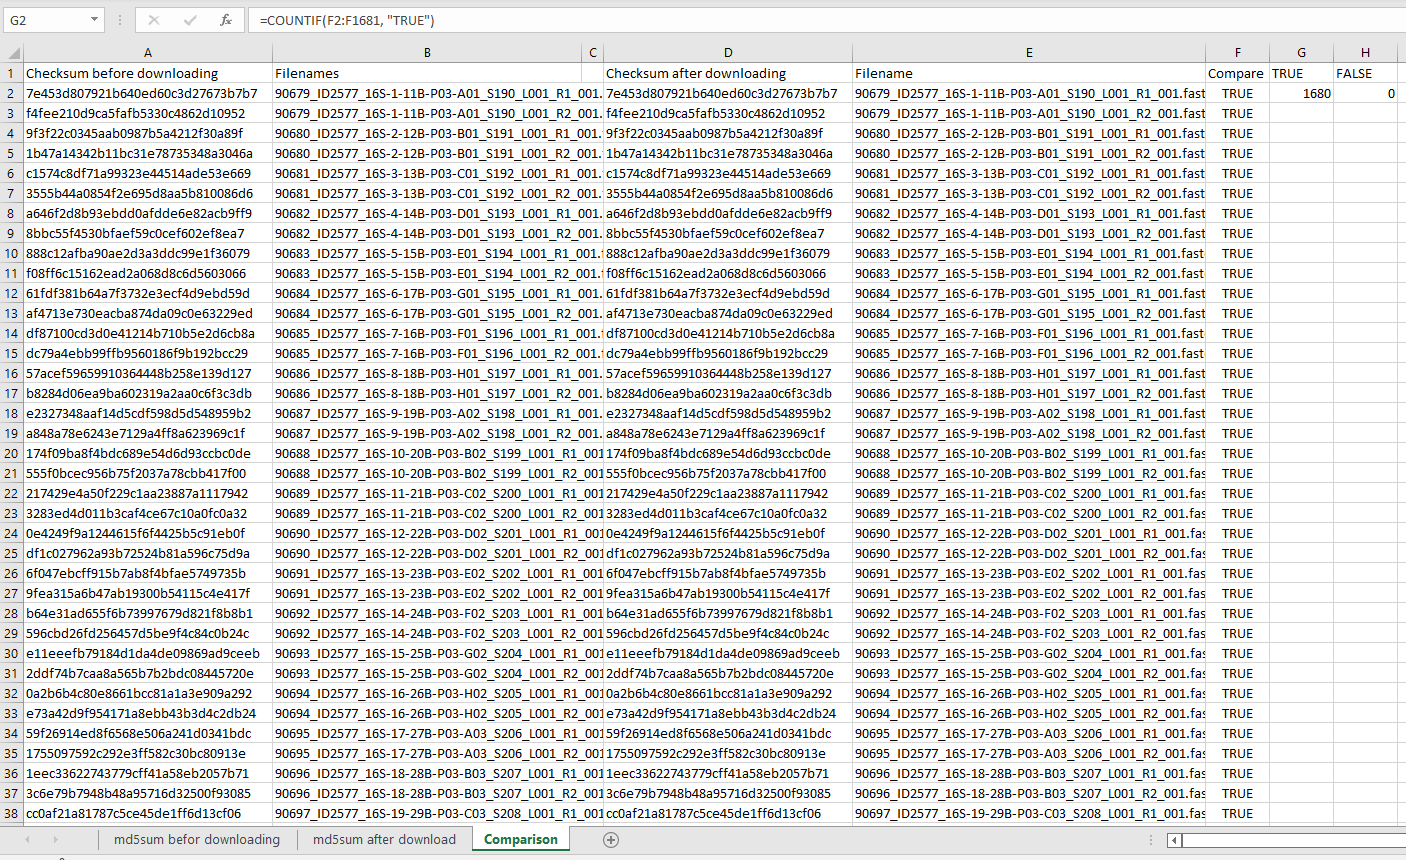 G2 fx =COUNTIF(F2:F1681, "TRUE")
A B C D E F G H
1 Checksum before downloading Filenames Checksum after downloading Filename Compare TRUE FALSE
2 7e453d807921b640ed60c3d27673b7b7 90679_ID2577_16S-1-11B-P03-A01_S190_L001_R1_001. 7e453d807921b640ed60c3d27673b7b7 90679_ID2577_16S-1-11B-P03-A01_S190_L001_R1_001.fast TRUE 1680 0
3 f4fee210d9ca5fafb5330c4862d10952 90679_ID2577_16S-1-11B-P03-A01_S190_L001_R2_001. f4fee210d9ca5fafb5330c4862d10952 90679_ID2577_16S-1-11B-P03-A01_S190_L001_R2_001.fast TRUE
4 9f3f22c0345aab0987b5a4212f30a89f 90680_ID2577_16S-2-12B-P03-B01_S191_L001_R1_001. 9f3f22c0345aab0987b5a4212f30a89f 90680_ID2577_16S-2-12B-P03-B01_S191_L001_R1_001.fast TRUE
5 1b47a14342b11bc31e78735348a3046a 90680_ID2577_16S-2-12B-P03-B01_S191_L001_R2_001. 1b47a14342b11bc31e78735348a3046a 90680_ID2577_16S-2-12B-P03-B01_S191_L001_R2_001.fast TRUE
6 c1574c8df71a99323e44514ade53e669 90681_ID2577_16S-3-13B-P03-C01_S192_L001_R1_001. c1574c8df71a99323e44514ade53e669 90681_ID2577_16S-3-13B-P03-C01_S192_L001_R1_001.fast TRUE
7 3555b44a0854f2e695d8aa5b810086d6 90681_ID2577_16S-3-13B-P03-C01_S192_L001_R2_001. 3555b44a0854f2e695d8aa5b810086d6 90681_ID2577_16S-3-13B-P03-C01_S192_L001_R2_001.fast TRUE
8 a646f2d8b93ebdd0afdde6e82acb9ff9 90682_ID2577_16S-4-14B-P03-D01_S193_L001_R1_001. a646f2d8b93ebdd0afdde6e82acb9ff9 90682_ID2577_16S-4-14B-P03-D01_S193_L001_R1_001.fast TRUE
9 8bbc55f4530bfaef59c0cef602ef8ea7 90682_ID2577_16S-4-14B-P03-D01_S193_L001_R2_001. 8bbc55f4530bfaef59c0cef602ef8ea7 90682_ID2577_16S-4-14B-P03-D01_S193_L001_R2_001.fast TRUE
10 888c12afba90ae2d3a3ddc99e1f36079 90683_ID2577_16S-5-15B-P03-E01_S194_L001_R1_001. 888c12afba90ae2d3a3ddc99e1f36079 90683_ID2577_16S-5-15B-P03-E01_S194_L001_R1_001.fast TRUE
11 f08ff6c15162ead2a068d8c6d5603066 90683_ID2577_16S-5-15B-P03-E01_S194_L001_R2_001. f08ff6c15162ead2a068d8c6d5603066 90683_ID2577_16S-5-15B-P03-E01_S194_L001_R2_001.fast TRUE
12 61fdf381b64a7f3732e3ecf4d9ebd59d 90684_ID2577_16S-6-17B-P03-G01_S195_L001_R1_001. 61fdf381b64a7f3732e3ecf4d9ebd59d 90684_ID2577_16S-6-17B-P03-G01_S195_L001_R1_001.fast TRUE
13 af4713e730eacba874da09c0e63229ed 90684_ID2577_16S-6-17B-P03-G01_S195_L001_R2_001. af4713e730eacba874da09c0e63229ed 90684_ID2577_16S-6-17B-P03-G01_S195_L001_R2_001.fast TRUE
14 df87100cd3d0e41214b710b5e2d6cb8a 90685_ID2577_16S-7-16B-P03-F01_S196_L001_R1_001. df87100cd3d0e41214b710b5e2d6cb8a 90685_ID2577_16S-7-16B-P03-F01_S196_L001_R1_001.fast TRUE
15 dc79a4ebb99ffb9560186f9b192bcc29 90685_ID2577_16S-7-16B-P03-F01_S196_L001_R2_001. dc79a4ebb99ffb9560186f9b192bcc29 90685_ID2577_16S-7-16B-P03-F01_S196_L001_R2_001.fast TRUE
16 57acef59659910364448b258e139d127 90686_ID2577_16S-8-18B-P03-H01_S197_L001_R1_001. 57acef59659910364448b258e139d127 90686_ID2577_16S-8-18B-P03-H01_S197_L001_R1_001.fast TRUE
17 b8284d06ea9ba602319a2aa0c6f3c3db 90686_ID2577_16S-8-18B-P03-H01_S197_L001_R2_001. b8284d06ea9ba602319a2aa0c6f3c3db 90686_ID2577_16S-8-18B-P03-H01_S197_L001_R2_001.fast TRUE
18 e2327348aaf14d5cdf598d5d548959b2 90687_ID2577_16S-9-19B-P03-A02_S198_L001_R1_001. e2327348aaf14d5cdf598d5d548959b2 90687_ID2577_16S-9-19B-P03-A02_S198_L001_R1_001.fast TRUE
19 a848a78e6243e7129a4ff8a623969c1f 90687_ID2577_16S-9-19B-P03-A02_S198_L001_R2_001. a848a78e6243e7129a4ff8a623969c1f 90687_ID2577_16S-9-19B-P03-A02_S198_L001_R2_001.fast TRUE
20 174f09ba8f4bdc689e54d6d93ccbc0de 90688_ID2577_16S-10-20B-P03-B02_S199_L001_R1_001 174f09ba8f4bdc689e54d6d93ccbc0de 90688_ID2577_16S-10-20B-P03-B02_S199_L001_R1_001.fas TRUE
21 555f0bcec956b75f2037a78cbb417f00 90688_ID2577_16S-10-20B-P03-B02_S199_L001_R2_001 555f0bcec956b75f2037a78cbb417f00 90688_ID2577_16S-10-20B-P03-B02_S199_L001_R2_001.fas TRUE
22 217429e4a50f229c1aa23887a1117942 90689_ID2577_16S-11-21B-P03-C02_S200_L001_R1_001 217429e4a50f229c1aa23887a1117942 90689_ID2577_16S-11-21B-P03-C02_S200_L001_R1_001.fas TRUE
23 3283ed4d011b3caf4ce67c10a0fc0a32 90689_ID2577_16S-11-21B-P03-C02_S200_L001_R2_001 3283ed4d011b3caf4ce67c10a0fc0a32 90689_ID2577_16S-11-21B-P03-C02_S200_L001_R2_001.fas TRUE
24 0e4249f9a1244615f6f4425b5c91eb0f 90690_ID2577_16S-12-22B-P03-D02_S201_L001_R1_001 0e4249f9a1244615f6f4425b5c91eb0f 90690_ID2577_16S-12-22B-P03-D02_S201_L001_R1_001.fas TRUE
25 df1c027962a93b72524b81a596c75d9a 90690_ID2577_16S-12-22B-P03-D02_S201_L001_R2_001 df1c027962a93b72524b81a596c75d9a 90690_ID2577_16S-12-22B-P03-D02_S201_L001_R2_001.fas TRUE
26 6f047ebcff915b7ab8f4bfae5749735b 90691_ID2577_16S-13-23B-P03-E02_S202_L001_R1_001 6f047ebcff915b7ab8f4bfae5749735b 90691_ID2577_16S-13-23B-P03-E02_S202_L001_R1_001.fas TRUE
27 9fea315a6b47ab19300b54115c4e417f 90691_ID2577_16S-13-23B-P03-E02_S202_L001_R2_001 9fea315a6b47ab19300b54115c4e417f 90691_ID2577_16S-13-23B-P03-E02_S202_L001_R2_001.fas TRUE
28 b64e31ad655f6b73997679d821f8b8b1 90692_ID2577_16S-14-24B-P03-F02_S203_L001_R1_001 b64e31ad655f6b73997679d821f8b8b1 90692_ID2577_16S-14-24B-P03-F02_S203_L001_R1_001.fas TRUE
29 596cbd26fd256457d5be9f4c84c0b24c 90692_ID2577_16S-14-24B-P03-F02_S203_L001_R2_001 596cbd26fd256457d5be9f4c84c0b24c 90692_ID2577_16S-14-24B-P03-F02_S203_L001_R2_001.fas TRUE
30 e11eeefb79184d1da4de09869ad9ceeb 90693_ID2577_16S-15-25B-P03-G02_S204_L001_R1_001 e11eeefb79184d1da4de09869ad9ceeb 90693_ID2577_16S-15-25B-P03-G02_S204_L001_R1_001.fas TRUE
31 2ddf74b7caa8a565b7b2bdc08445720e 90693_ID2577_16S-15-25B-P03-G02_S204_L001_R2_001 2ddf74b7caa8a565b7b2bdc08445720e 90693_ID2577_16S-15-25B-P03-G02_S204_L001_R2_001.fas TRUE
32 0a2b6b4c80e8661bcc81a1a3e909a292 90694_ID2577_16S-16-26B-P03-H02_S205_L001_R1_001 0a2b6b4c80e8661bcc81a1a3e909a292 90694_ID2577_16S-16-26B-P03-H02_S205_L001_R1_001.fas TRUE
33 e73a42d9f954171a8ebb43b3d4c2db24 90694_ID2577_16S-16-26B-P03-H02_S205_L001_R2_001 e73a42d9f954171a8ebb43b3d4c2db24 90694_ID2577_16S-16-26B-P03-H02_S205_L001_R2_001.fas TRUE
34 59f26914ed8f6568e506a241d0341bdc 90695_ID2577_16S-17-27B-P03-A03_S206_L001_R1_001 59f26914ed8f6568e506a241d0341bdc 90695_ID2577_16S-17-27B-P03-A03_S206_L001_R1_001.fas TRUE
35 1755097592c292e3ff582c30bc80913e 90695_ID2577_16S-17-27B-P03-A03_S206_L001_R2_001 1755097592c292e3ff582c30bc80913e 90695_ID2577_16S-17-27B-P03-A03_S206_L001_R2_001.fas TRUE
36 1eec33622743779cff41a58eb2057b71 90696_ID2577_16S-18-28B-P03-B03_S207_L001_R1_001 1eec33622743779cff41a58eb2057b71 90696_ID2577_16S-18-28B-P03-B03_S207_L001_R1_001.fas TRUE
37 3c6e79b7948b48a95716d32500f93085 90696_ID2577_16S-18-28B-P03-B03_S207_L001_R2_001 3c6e79b7948b48a95716d32500f93085 90696_ID2577_16S-18-28B-P03-B03_S207_L001_R2_001.fas TRUE
38 cc0af21a81787c5ce45de1ff6d13cf06 90697_ID2577_16S-19-29B-P03-C03_S208_L001_R1_001 cc0af21a81787c5ce45de1ff6d13cf06 90697_ID2577_16S-19-29B-P03-C03_S208_L001_R1_001.fas TRUE
md5sum befor downloading md5sum after download Comparison